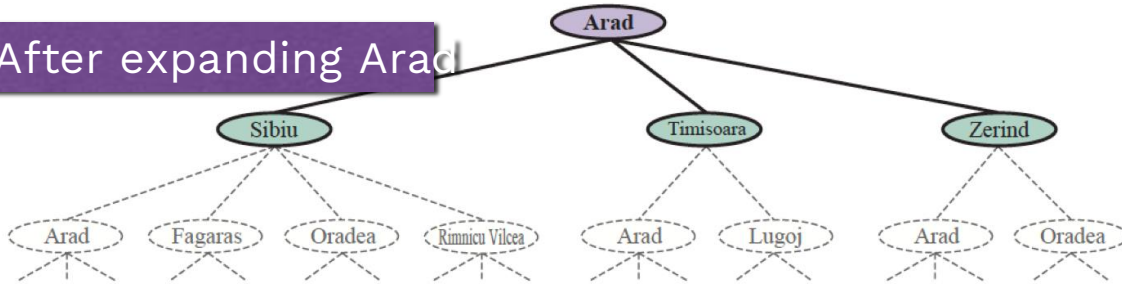 Arad
After expanding Arad
Sibiu
Timisoara
Zerind
Arad
Fagaras
Oradea
Rimnicu Vilcea
Arad
Lugoj
Arad
Oradea